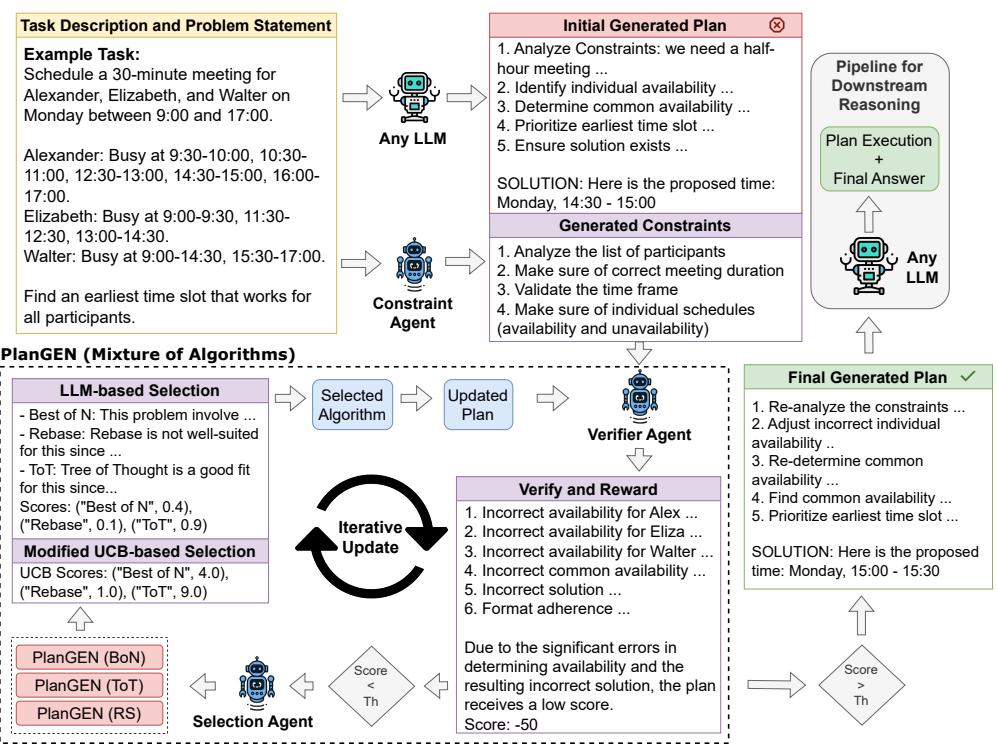 Task Description and Problem Statement
Example Task:
Schedule a 30-minute meeting for
Alexander, Elizabeth, and Walter on
Monday between 9:00 and 17:00.
Alexander: Busy at 9:30-10:00, 10:30-
11:00, 12:30-13:00, 14:30-15:00, 16:00-
17:00.
Elizabeth: Busy at 9:00-9:30, 11:30-
12:30, 13:00-14:30.
Walter: Busy at 9:00-14:30, 15:30-17:00.
Find an earliest time slot that works for
all participants.
Any LLM
Constraint
Agent
Initial Generated Plan
1. Analyze Constraints: we need a half-
hour meeting ...
2. Identify individual availability ...
3. Determine common availability ...
4. Prioritize earliest time slot ...
5. Ensure solution exists ...
SOLUTION: Here is the proposed time:
Monday, 14:30 - 15:00
Generated Constraints
1. Analyze the list of participants
2. Make sure of correct meeting duration
3. Validate the time frame
4. Make sure of individual schedules
(availability and unavailability)
Pipeline for
Downstream
Reasoning
Plan Execution
+
Final Answer
Any
LLM
PlanGEN (Mixture of Algorithms)
LLM-based Selection
- Best of N: This problem involve ...
- Rebase: Rebase is not well-suited
for this since ...
- ToT: Tree of Thought is a good fit
for this since...
Scores: ("Best of N", 0.4),
("Rebase", 0.1), ("ToT", 0.9)
Modified UCB-based Selection
UCB Scores: ("Best of N", 4.0),
("Rebase", 1.0), ("ToT", 9.0)
Selected
Algorithm
Updated
Plan
Verifier Agent
Iterative
Update
Verify and Reward
1. Incorrect availability for Alex ...
2. Incorrect availability for Eliza ...
3. Incorrect availability for Walter ...
4. Incorrect common availability ...
5. Incorrect solution ...
6. Format adherence ...
Due to the significant errors in
determining availability and the
resulting incorrect solution, the plan
receives a low score.
Score: -50
PlanGEN (BoN)
PlanGEN (ToT)
PlanGEN (RS)
Selection Agent
Score
<
Th
Score
>
Th
Final Generated Plan
1. Re-analyze the constraints ...
2. Adjust incorrect individual
availability ..
3. Re-determine common
availability ...
4. Find common availability ...
5. Prioritize earliest time slot ...
SOLUTION: Here is the proposed
time: Monday, 15:00 - 15:30